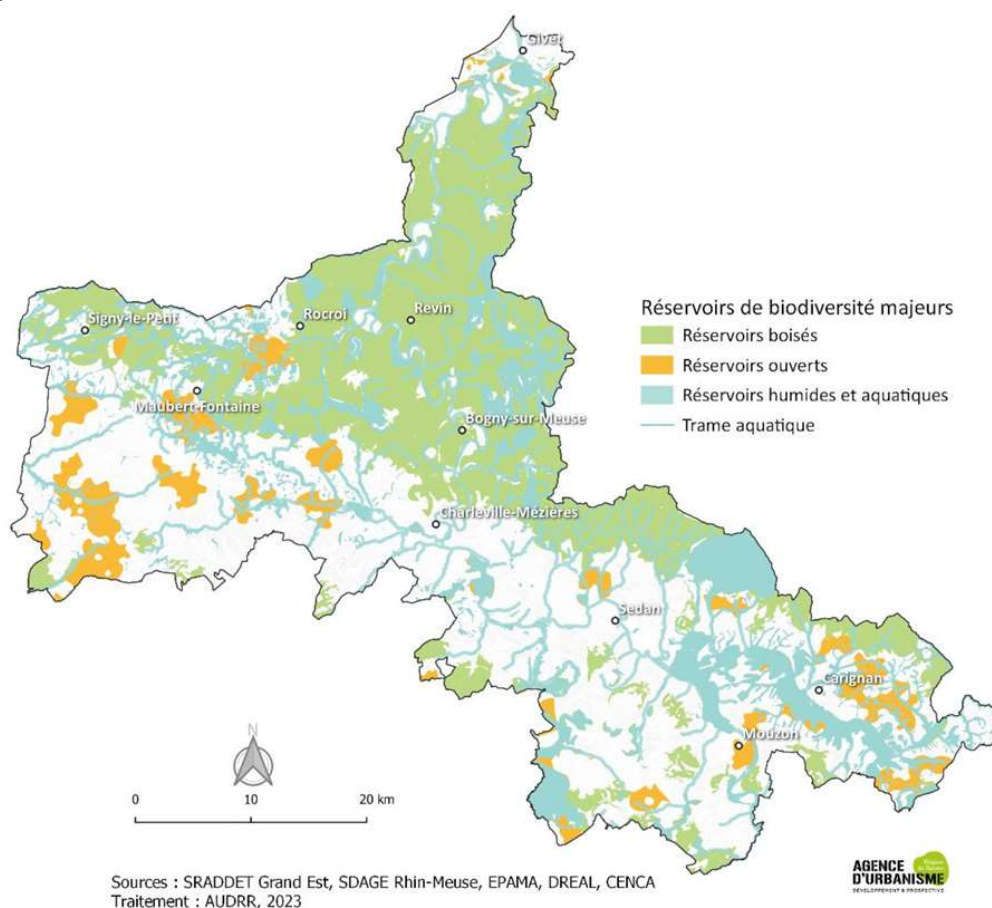 Givet
Réservoirs de biodiversité majeurs
Réservoirs boisés
Réservoirs ouverts
Réservoirs humides et aquatiques
Trame aquatique
Signy-le-Petit
Rocroi
Revin
Maubert-Fontaine
Bogny-sur-Meuse
Charleville-Mézières
Sedan
Carignan
Mouzon
N
0 10 20 km
Sources : SRADDET Grand Est, SDAGE Rhin-Meuse, EPAMA, DREAL, CENCA
Traitement : AUDRR, 2023
AGENCE
D'URBANISME
DÉVELOPPEMENT & PROSPECTIVE